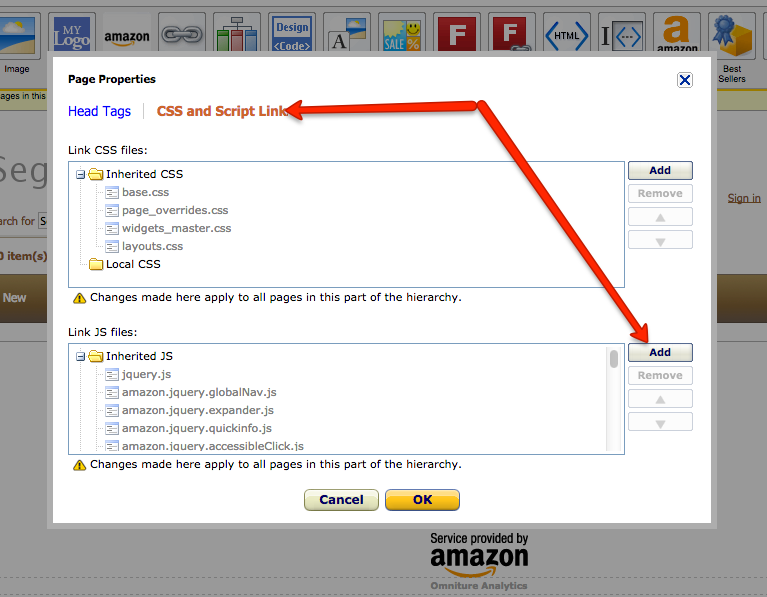 MY
Logo
amazon
Design
<Code>
A
SALE
F
F
HTML
I
a
amazon
Image
Best
Sellers
ages in this
Page Properties
Head Tags
CSS and Script Link
Link CSS files:
Inherited CSS
Add
base.css
Remove
Seg
page_overrides.css
Sign in
arch for
S
widgets_master.css
layouts.css
0 item(s)
Local CSS
New
Changes made here apply to all pages in this part of the hierarchy.
Link JS files:
Inherited JS
Add
jquery.js
Remove
amazon.jquery.globalNav.js
amazon.jquery.expander.js
amazon.jquery.quickinfo.js
amazon.jquery.accessibleClick.js
Changes made here apply to all pages in this part of the hierarchy.
Cancel
OK
Service provided by
amazon
Omniture Analytics